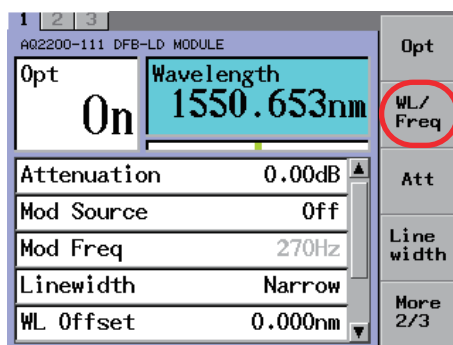 1 2 3
AQ2200-111 DFB-LD MODULE
Opt
On
Wavelength
1550.653nm
Attenuation 0.00dB
Mod Source Off
Mod Freq 270Hz
Linewidth Narrow
WL Offset 0.000nm
Opt
WL/
Freq
Att
Line
width
More
2/3